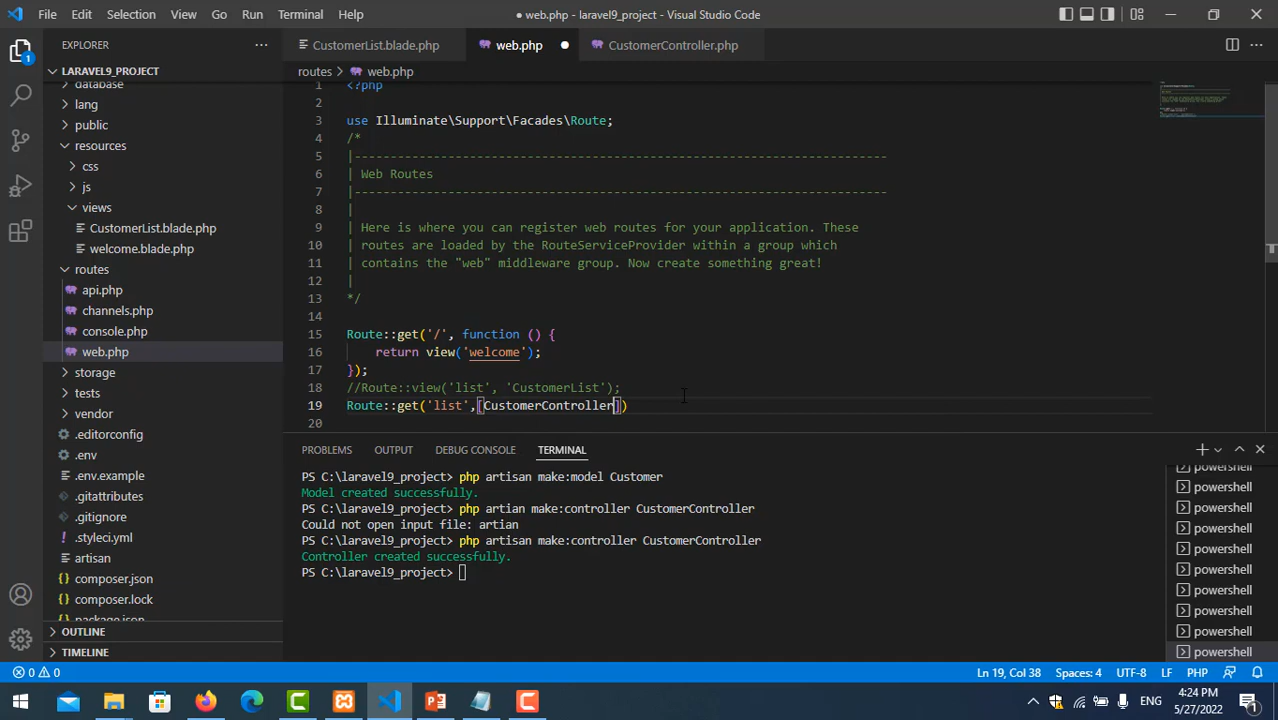 File Edit Selection View Go Run Terminal Help
● web.php - laravel9_project - Visual Studio Code
EXPLORER
LARAVEL9_PROJECT
database
lang
public
resources
css
js
views
CustomerList.blade.php
welcome.blade.php
routes
api.php
channels.php
console.php
web.php
storage
tests
vendor
.editorconfig
.env
.env.example
.gitattributes
.gitignore
.styleci.yml
artisan
composer.json
composer.lock
package.json
OUTLINE
TIMELINE
CustomerList.blade.php web.php CustomerController.php
routes > web.php
1 <?php
2
3 use Illuminate\Support\Facades\Route;
4 /*
5 |--------------------------------------------------------------------------
6 | Web Routes
7 |--------------------------------------------------------------------------
8 |
9 | Here is where you can register web routes for your application. These
10 | routes are loaded by the RouteServiceProvider within a group which
11 | contains the "web" middleware group. Now create something great!
12 |
13 */
14
15 Route::get('/', function () {
16 return view('welcome');
17 });
18 //Route::view('list', 'CustomerList');
19 Route::get('list',[CustomerController])
20
PROBLEMS OUTPUT DEBUG CONSOLE TERMINAL
PS C:\laravel9_project> php artisan make:model Customer
Model created successfully.
PS C:\laravel9_project> php artian make:controller CustomerController
Could not open input file: artian
PS C:\laravel9_project> php artisan make:controller CustomerController
Controller created successfully.
PS C:\laravel9_project>
powershell
powershell
powershell
powershell
powershell
powershell
powershell
powershell
powershell
powershell
1
0 0 Ln 19, Col 38 Spaces: 4 UTF-8 LF PHP
ENG
4:24 PM
5/27/2022
1